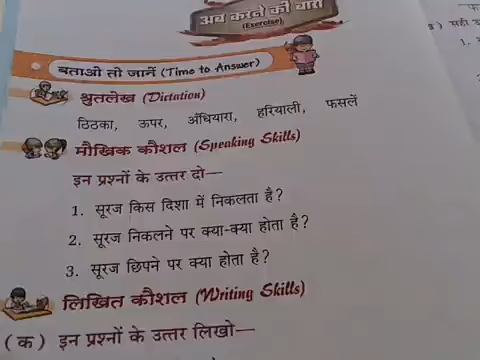 अब करने की बारी
(Exercise)
बताओ तो जानें (Time to Answer)
श्रुतलेख (Dictation)
ठिठका, ऊपर, अँधियारा, हरियाली, फसलें
मौखिक कौशल (Speaking Skills)
इन प्रश्नों के उत्तर दो—
1. सूरज किस दिशा में निकलता है?
2. सूरज निकलने पर क्या-क्या होता है?
3. सूरज छिपने पर क्या होता है?
लिखित कौशल (Writing Skills)
(क) इन प्रश्नों के उत्तर लिखो—